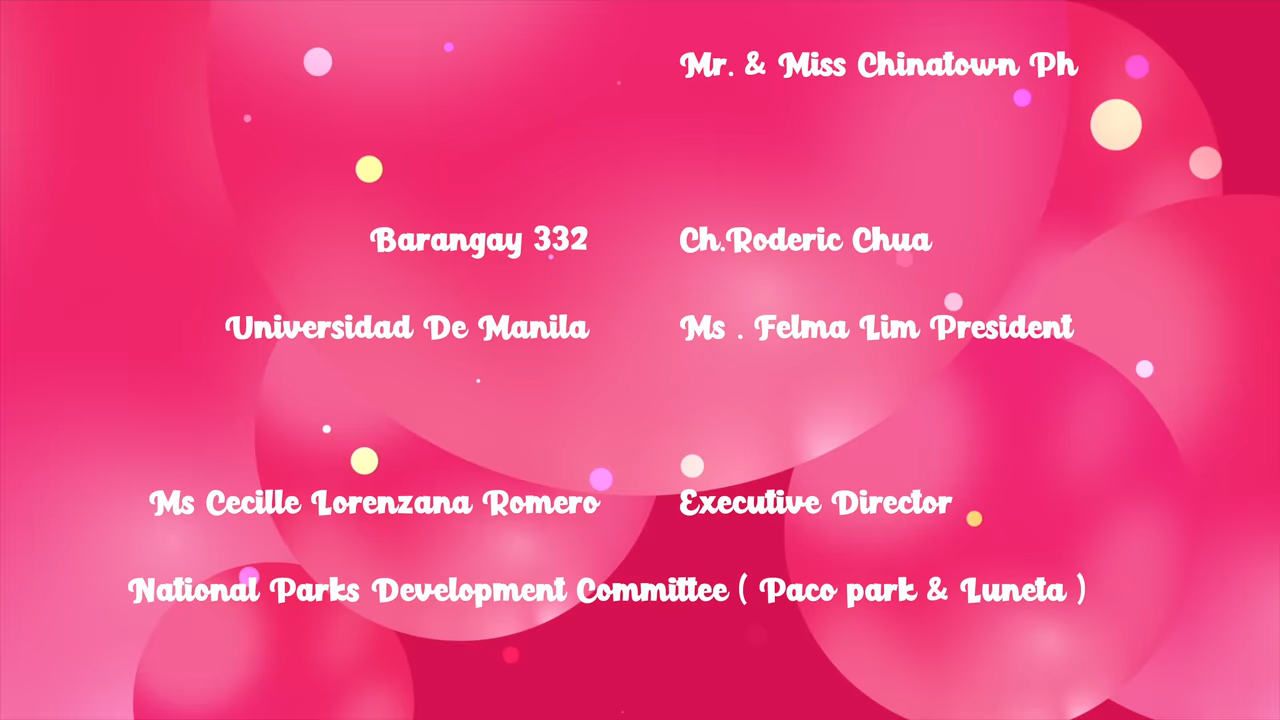 Mr. & Miss Chinatown Ph
Barangay 332 Ch.Roderic Chua
Universidad De Manila Ms . Felma Lim President
Ms Cecille Lorenzana Romero Executive Director
National Parks Development Committee ( Paco park & Luneta )